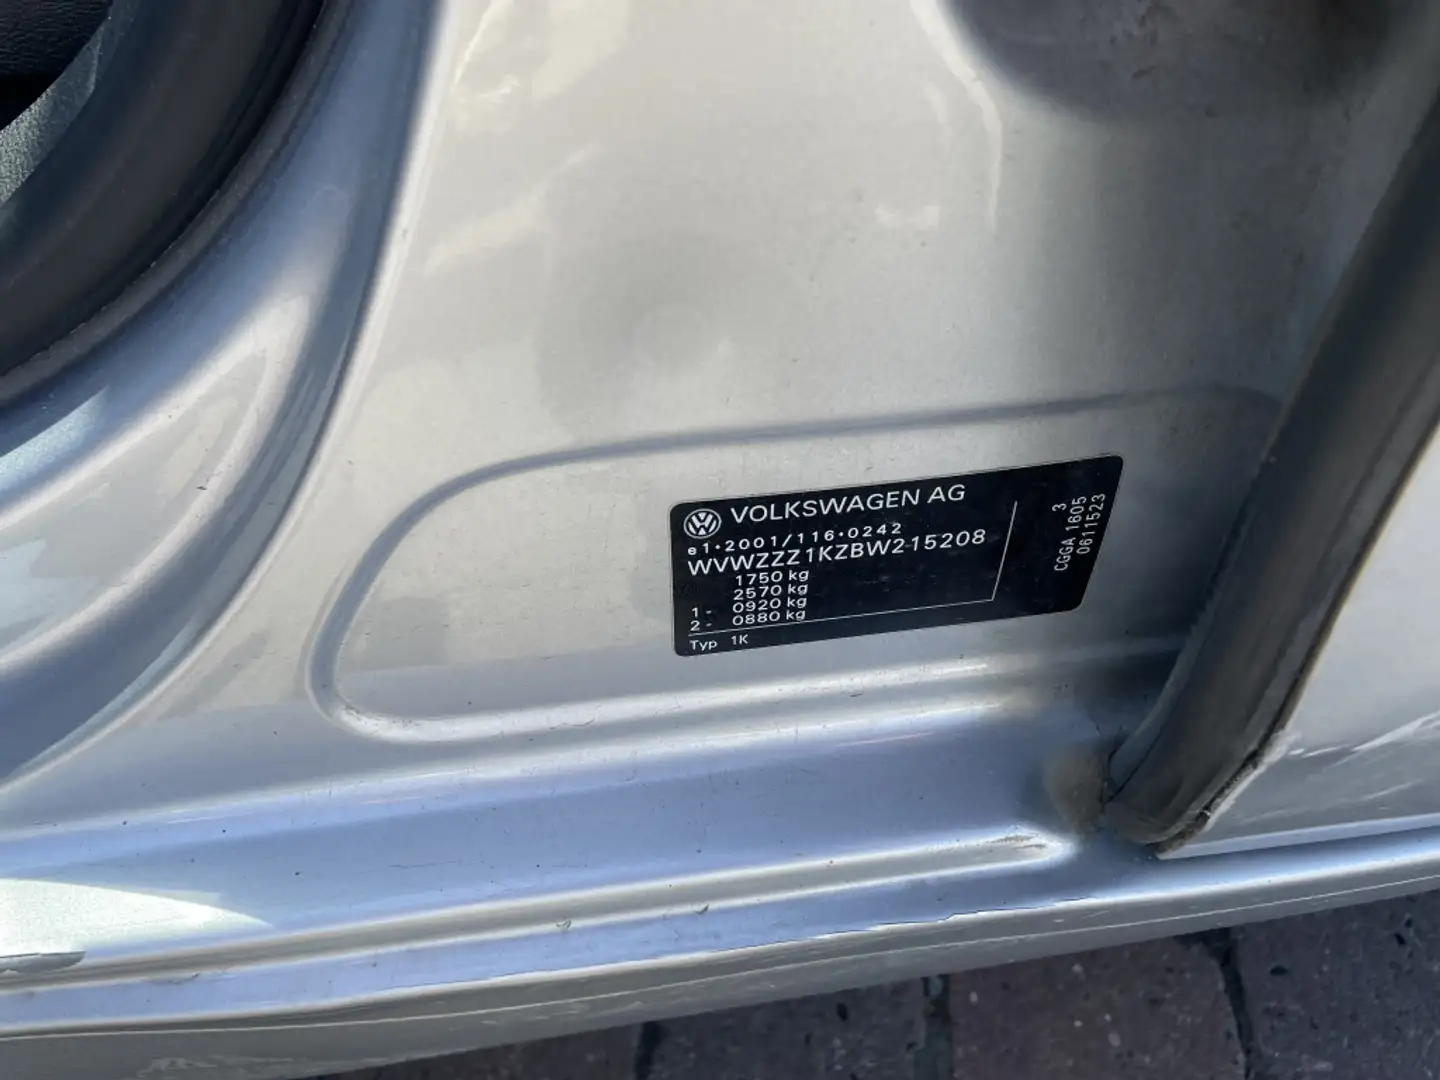 VOLKSWAGEN AG
e1·2001/116·0242
WVWZZZ1KZBW215208
1750 kg
2570 kg
1 - 0920 kg
2 - 0880 kg
Typ 1K
3
CGGA 1605
0611523